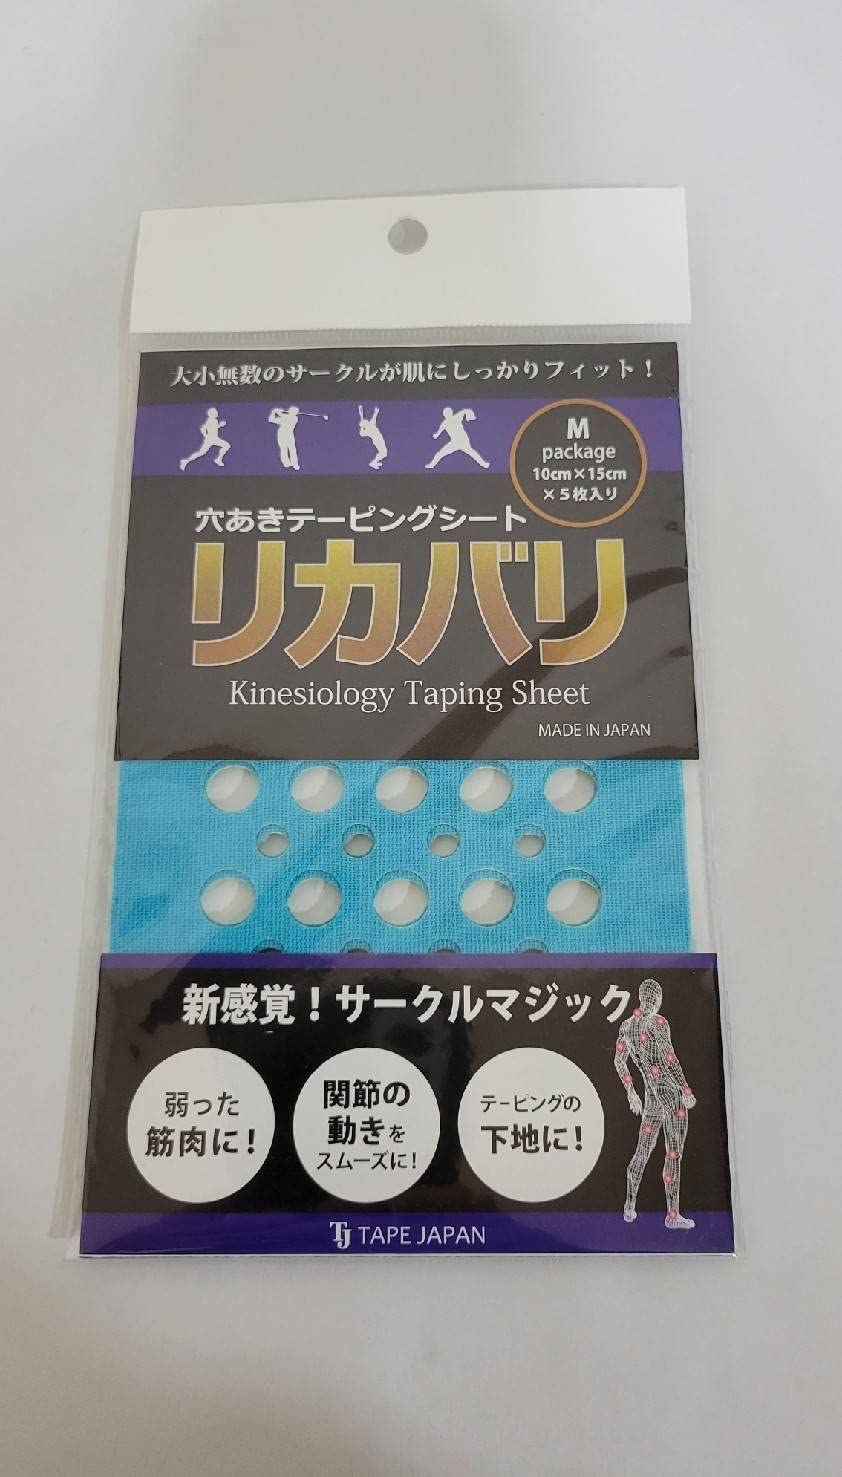 大小無数のサークルが肌にしっかりフィット！
M
package
10cm×15cm
×５枚入り
穴あきテーピングシート
リカバリ
Kinesiology Taping Sheet
MADE IN JAPAN
新感覚！サークルマジック
弱った
筋肉に！
関節の
動きを
スムーズに！
テーピングの
下地に！
TJ TAPE JAPAN